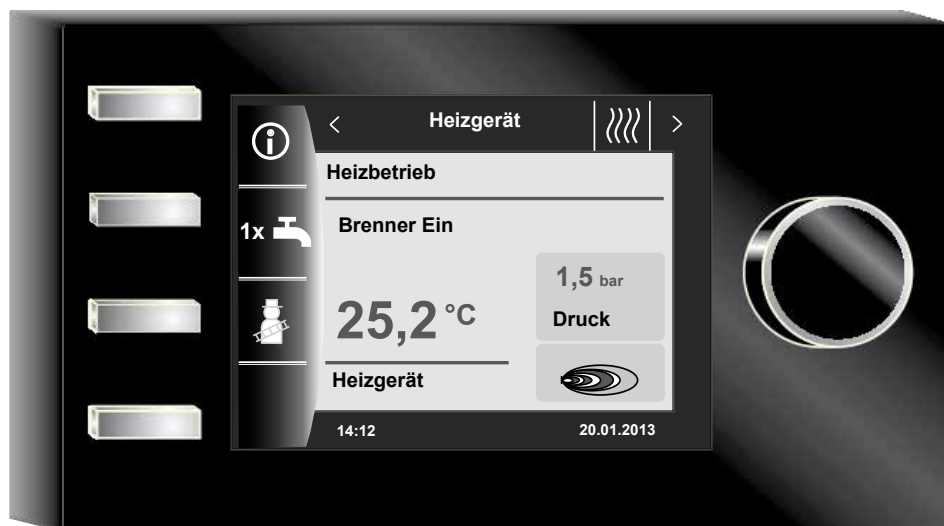 Heizgerät
Heizbetrieb
1x
Brenner Ein
1,5 bar
Druck
25,2 °C
Heizgerät
14:12
20.01.2013